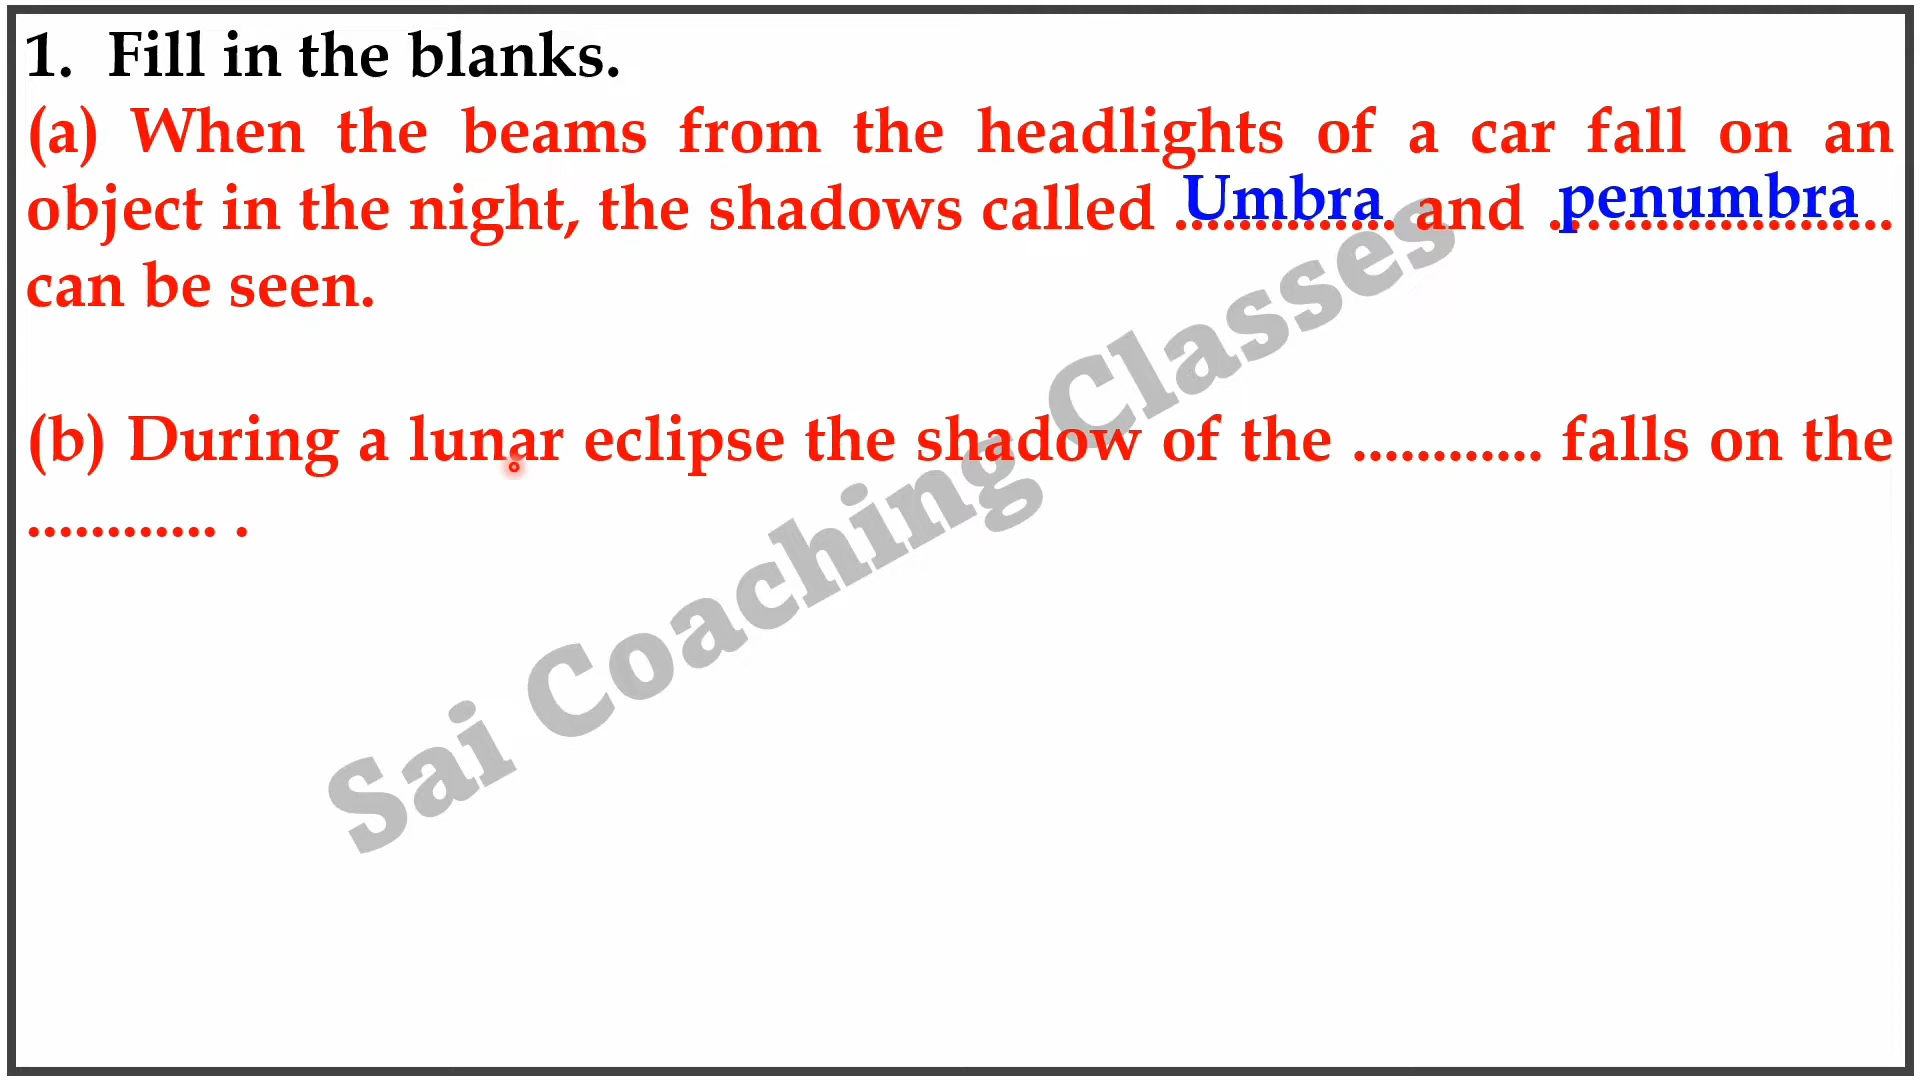 1. Fill in the blanks.
(a) When the beams from the headlights of a car fall on an
object in the night, the shadows called ..Umbra.. and ..penumbra..
can be seen.
(b) During a lunar eclipse the shadow of the ............ falls on the
............ .
Sai Coaching Classes